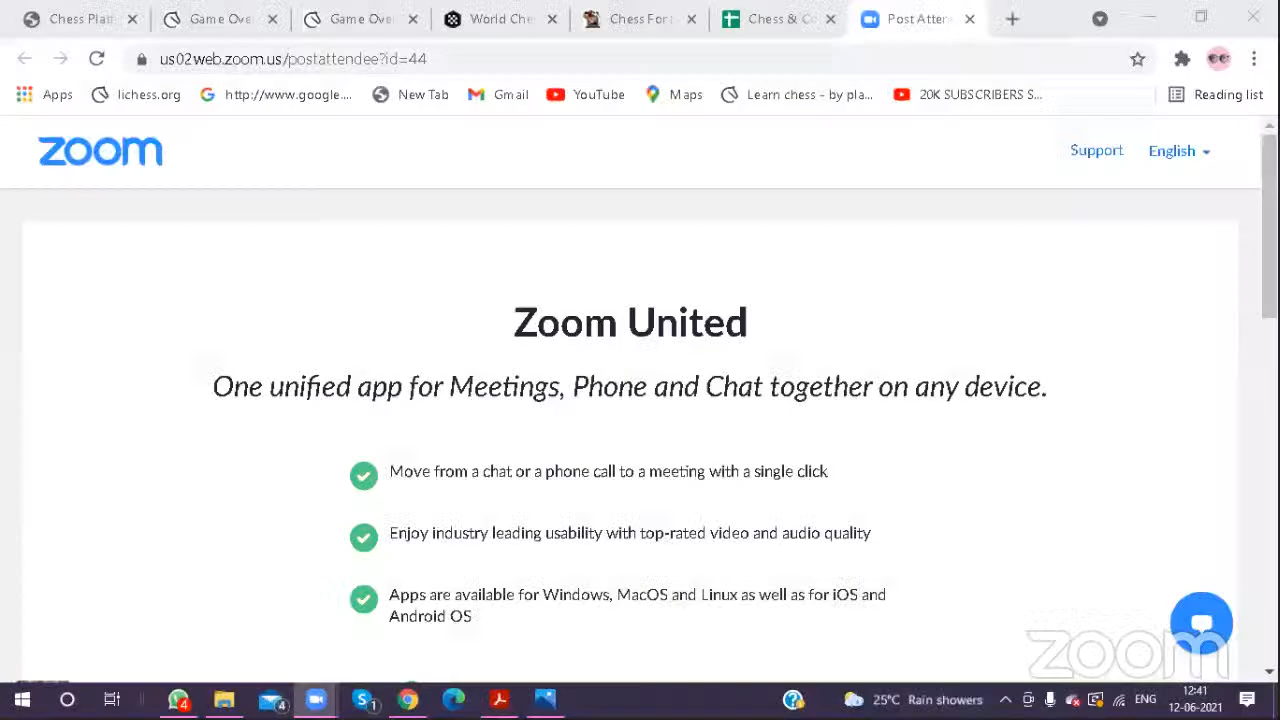 Chess Platf
Game Ove
Game Ove
World Che
Chess For
Chess & Co
Post Atten
us02web.zoom.us/postattendee?id=44
Apps
lichess.org
http://www.google....
New Tab
Gmail
YouTube
Maps
Learn chess - by pla...
20K SUBSCRIBERS S...
Reading list
zoom
Support
English
Zoom United
One unified app for Meetings, Phone and Chat together on any device.
Move from a chat or a phone call to a meeting with a single click
Enjoy industry leading usability with top-rated video and audio quality
Apps are available for Windows, MacOS and Linux as well as for iOS and
Android OS
zoom
4
4
1
25°C Rain showers
ENG
12:41
12-06-2021